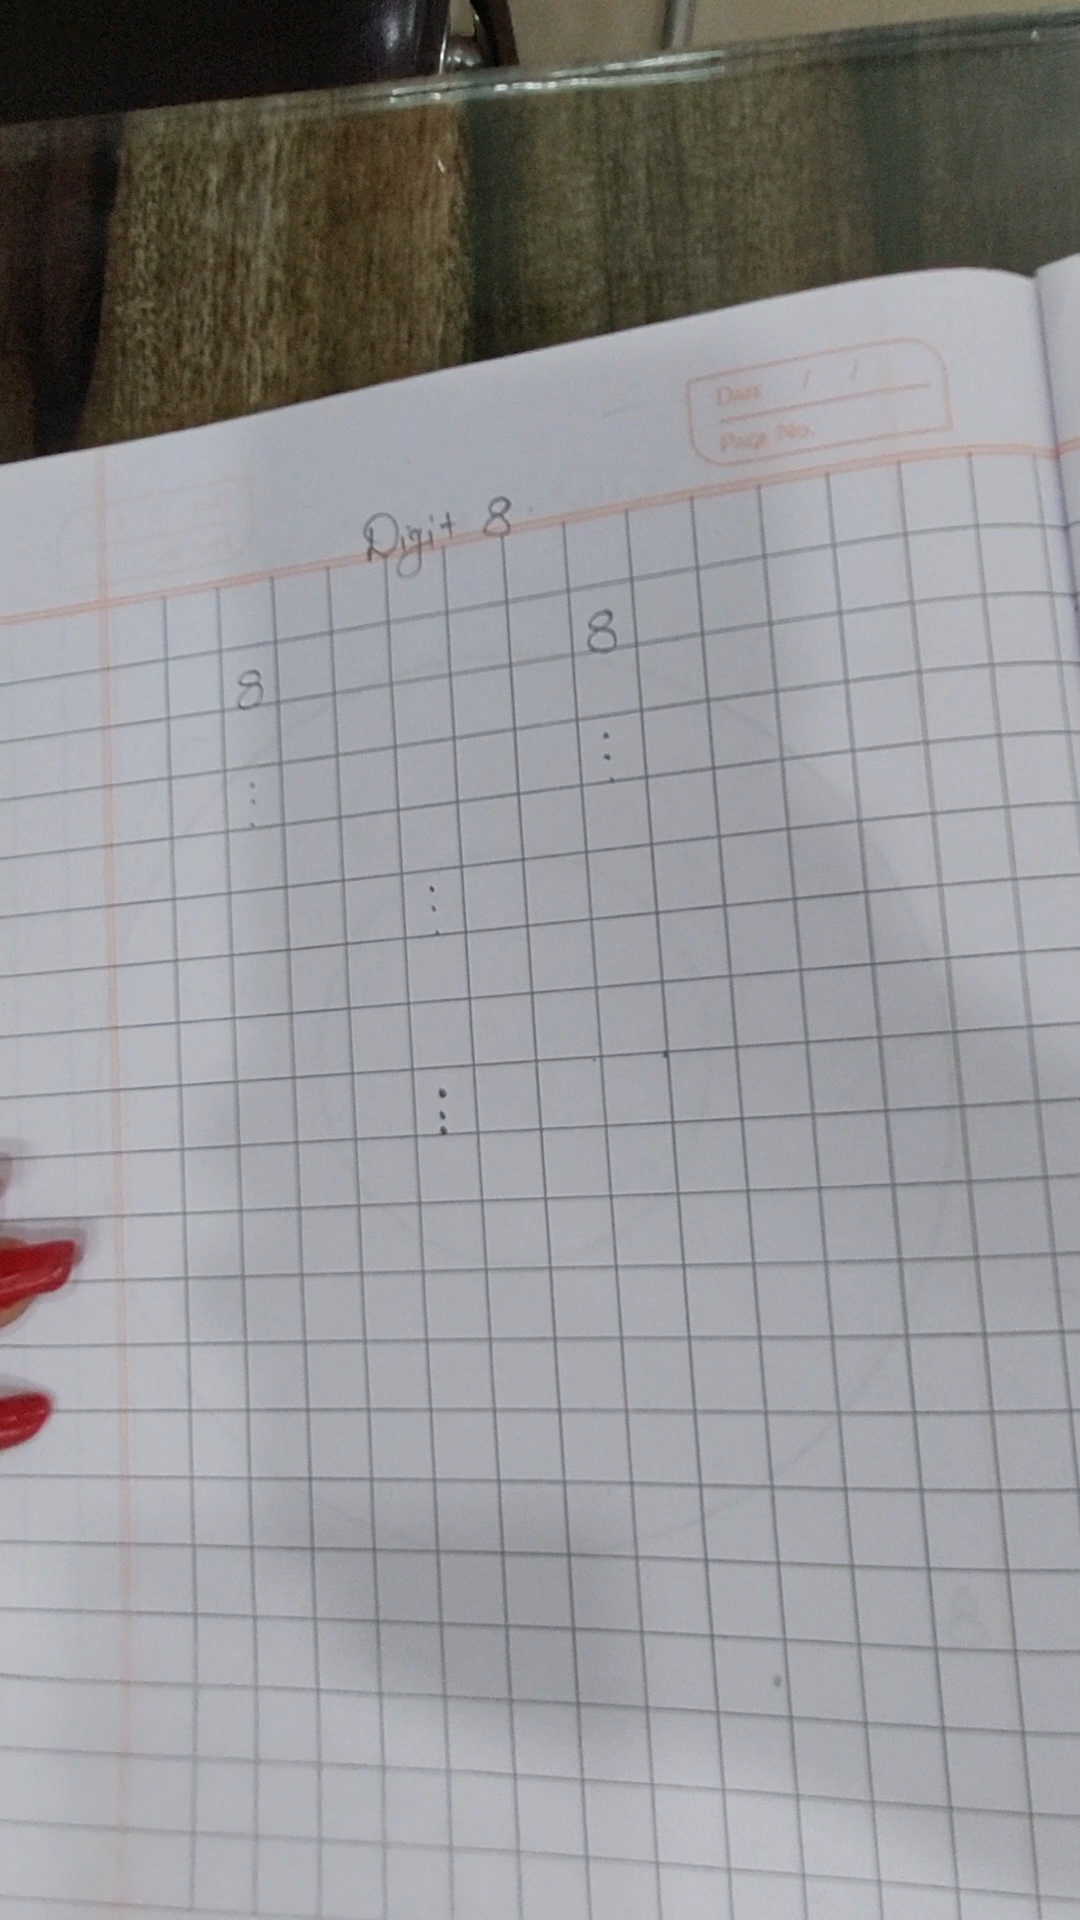 Date / /
Page No.
Digit 8
8
8
⋮
⋮
⋮
⋮